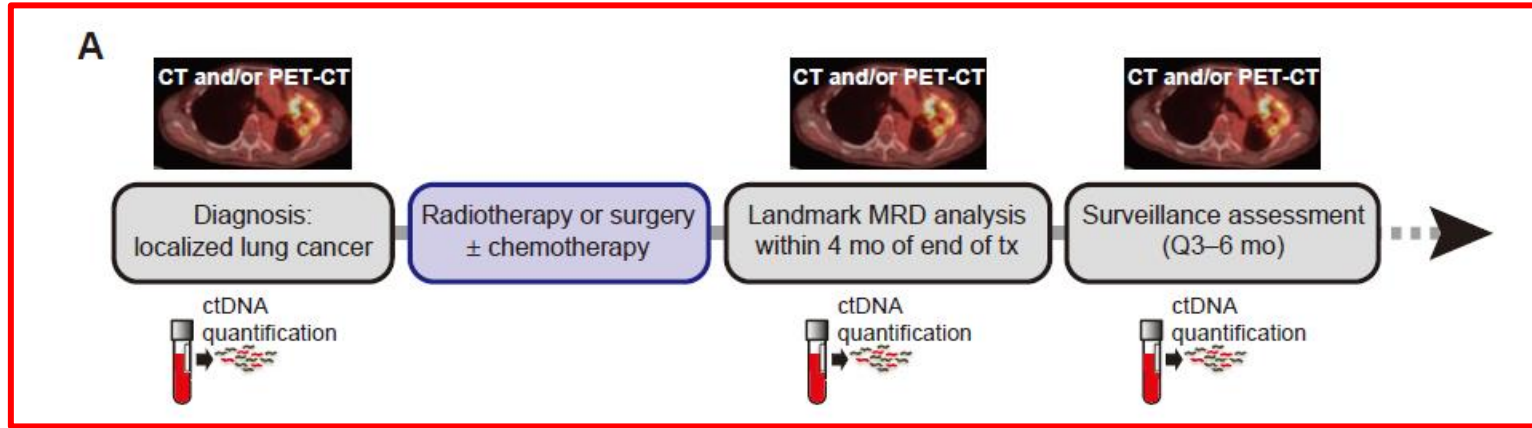 A
CT and/or PET-CT
CT and/or PET-CT
CT and/or PET-CT
Diagnosis:
localized lung cancer
Radiotherapy or surgery
± chemotherapy
Landmark MRD analysis
within 4 mo of end of tx
Surveillance assessment
(Q3–6 mo)
ctDNA
quantification
ctDNA
quantification
ctDNA
quantification